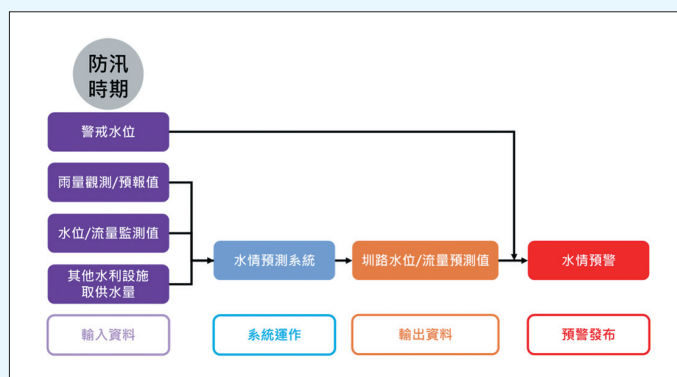 防汛
時期
警戒水位
雨量觀測/預報值
水位/流量監測值
其他水利設施
取供水量
水情預測系統
圳路水位/流量預測值
水情預警
輸入資料
系統運作
輸出資料
預警發布